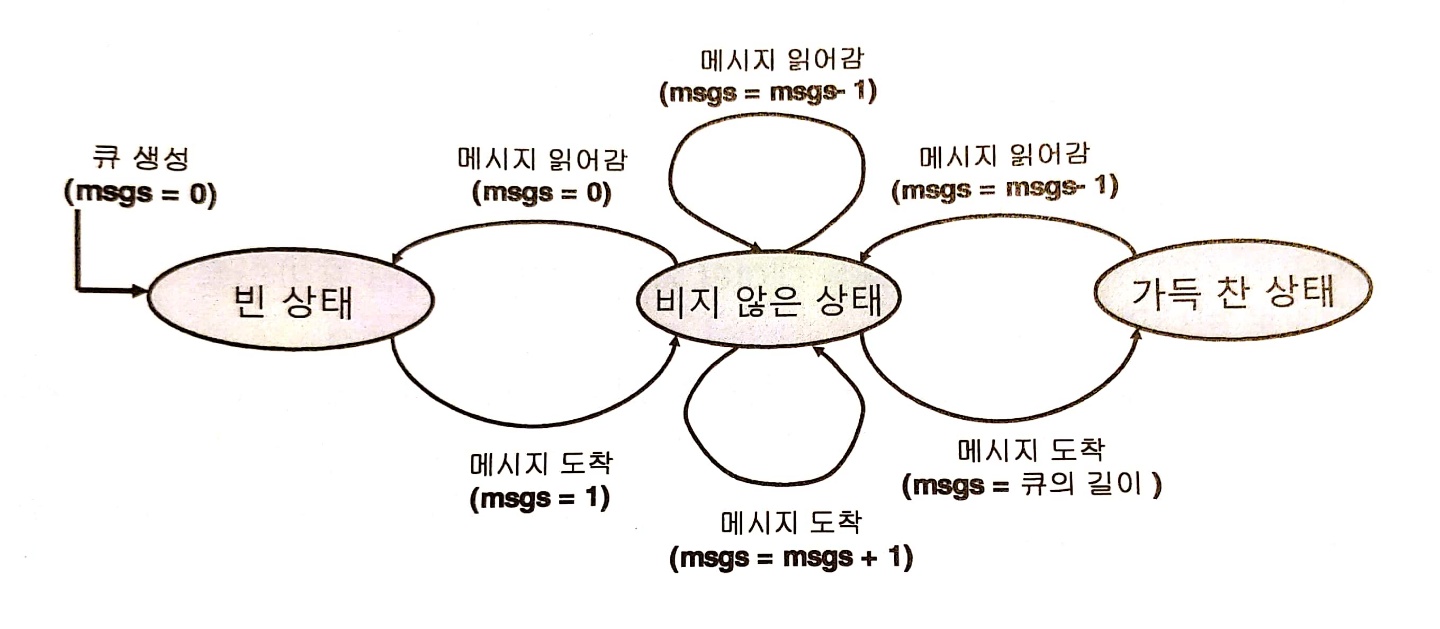 메시지 읽어감
(msgs = msgs- 1)
큐 생성
(msgs = 0)
메시지 읽어감
(msgs = 0)
메시지 읽어감
(msgs = msgs- 1)
빈 상태
비지 않은 상태
가득 찬 상태
메시지 도착
(msgs = 1)
메시지 도착
(msgs = 큐의 길이 )
메시지 도착
(msgs = msgs + 1)